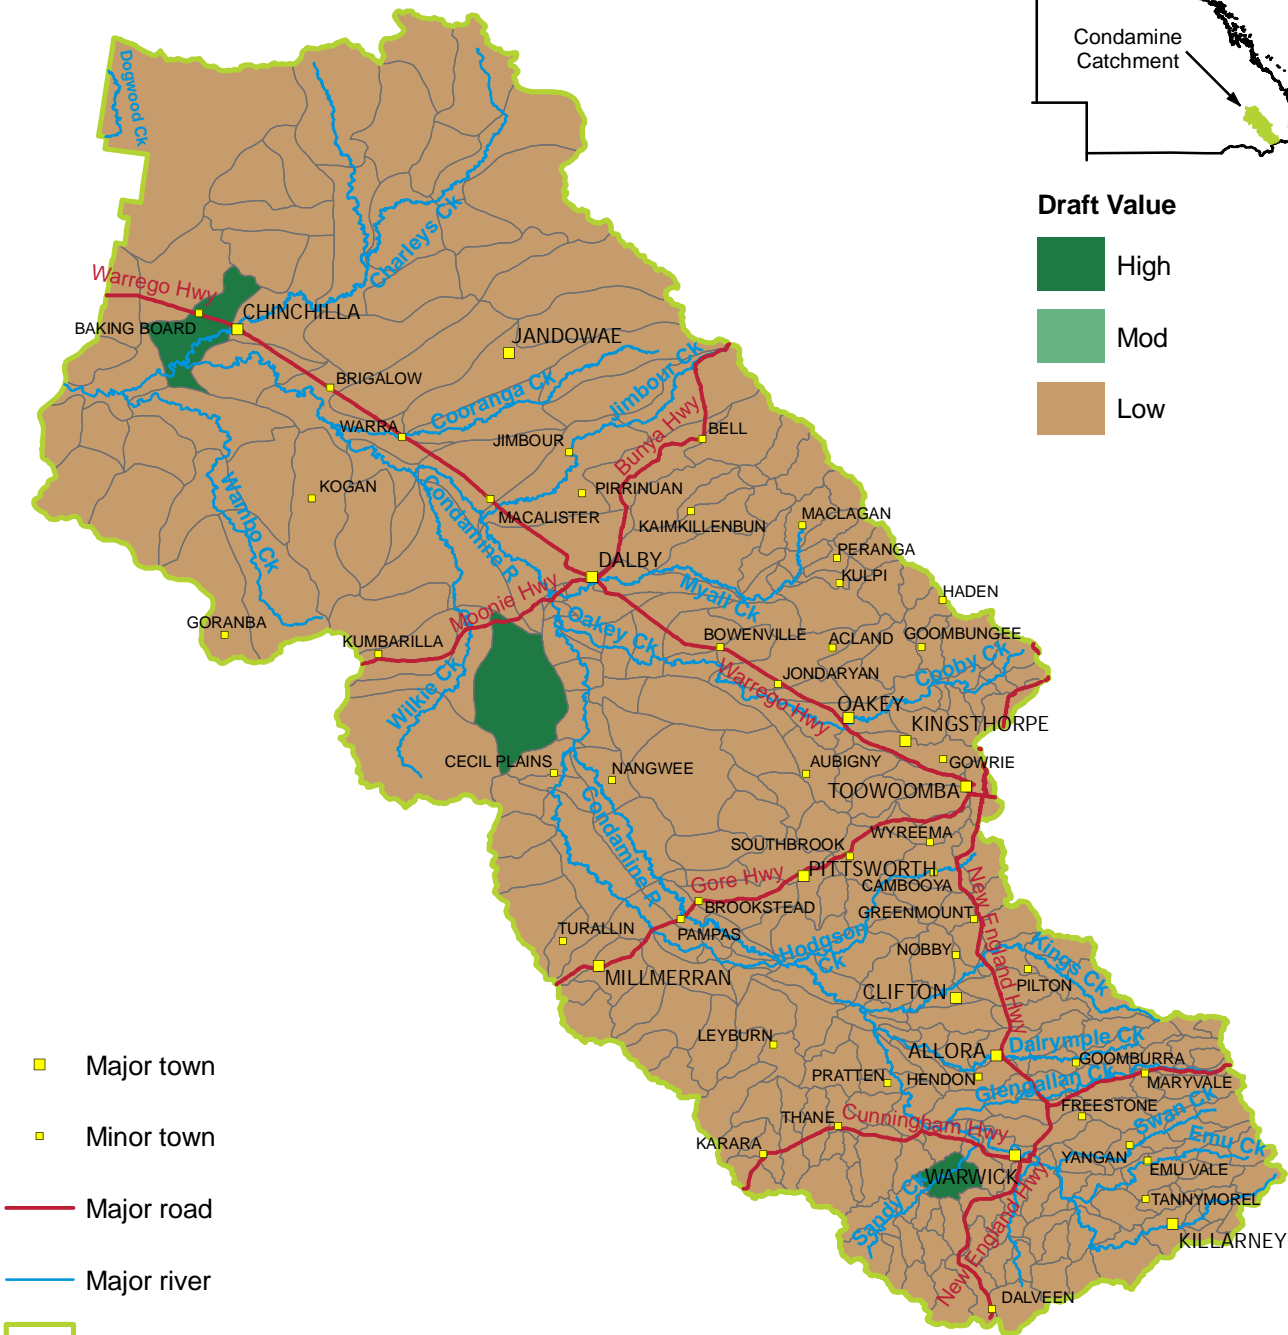 Condamine
Catchment
Draft Value
High
Mod
Low
Dogwood Ck
Charleys Ck
Warrego Hwy
CHINCHILLA
BAKING BOARD
JANDOWAE
BRIGALOW
Cooranga Ck
Jimbour Ck
WARRA
JIMBOUR
Bunya Hwy
BELL
KOGAN
Wambo Ck
Condamine R
PIRRINUAN
MACALISTER
KAIMKILLENBUN
MACLAGAN
PERANGA
KULPI
DALBY
Myall Ck
HADEN
Moonie Hwy
GORANBA
KUMBARILLA
Oakey Ck
BOWENVILLE
ACLAND
GOOMBUNGEE
Cooby Ck
Wilkie Ck
Warrego Hwy
JONDARYAN
OAKEY
KINGSTHORPE
CECIL PLAINS
NANGWEE
AUBIGNY
GOWRIE
TOOWOOMBA
Condamine R
WYREEMA
SOUTHBROOK
Gore Hwy
PITTSWORTH
CAMBOOYA
BROOKSTEAD
GREENMOUNT
New England Hwy
TURALLIN
PAMPAS
Hodgson
Ck
NOBBY
Kings Ck
MILLMERRAN
CLIFTON
PILTON
LEYBURN
ALLORA
Dalrymple Ck
GOOMBURRA
PRATTEN
HENDON
Glengallan Ck
MARYVALE
THANE
Cunningham Hwy
FREESTONE
Swan Ck
KARARA
Emu Ck
YANGAN
EMU VALE
WARWICK
Sandy Ck
New England Hwy
TANNYMOREL
KILLARNEY
DALVEEN
Major town
Minor town
Major road
Major river